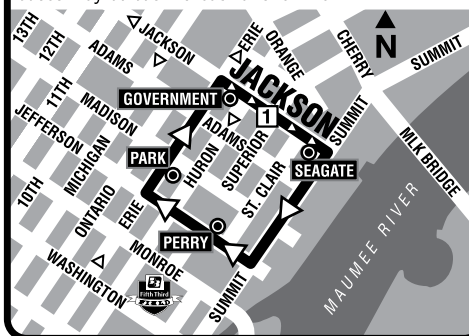 13TH
12TH
JACKSON
ERIE
ORANGE
CHERRY
N
SUMMIT
ADAMS
11TH
GOVERNMENT
JACKSON
1
SUMMIT
MADISON
ADAMS
JEFFERSON
MICHIGAN
PARK
HURON
SUPERIOR
SEAGATE
MLK BRIDGE
10TH
ONTARIO
ERIE
ST. CLAIR
PERRY
MONROE
MAUMEE RIVER
WASHINGTON
Fifth Third
FIELD
SUMMIT